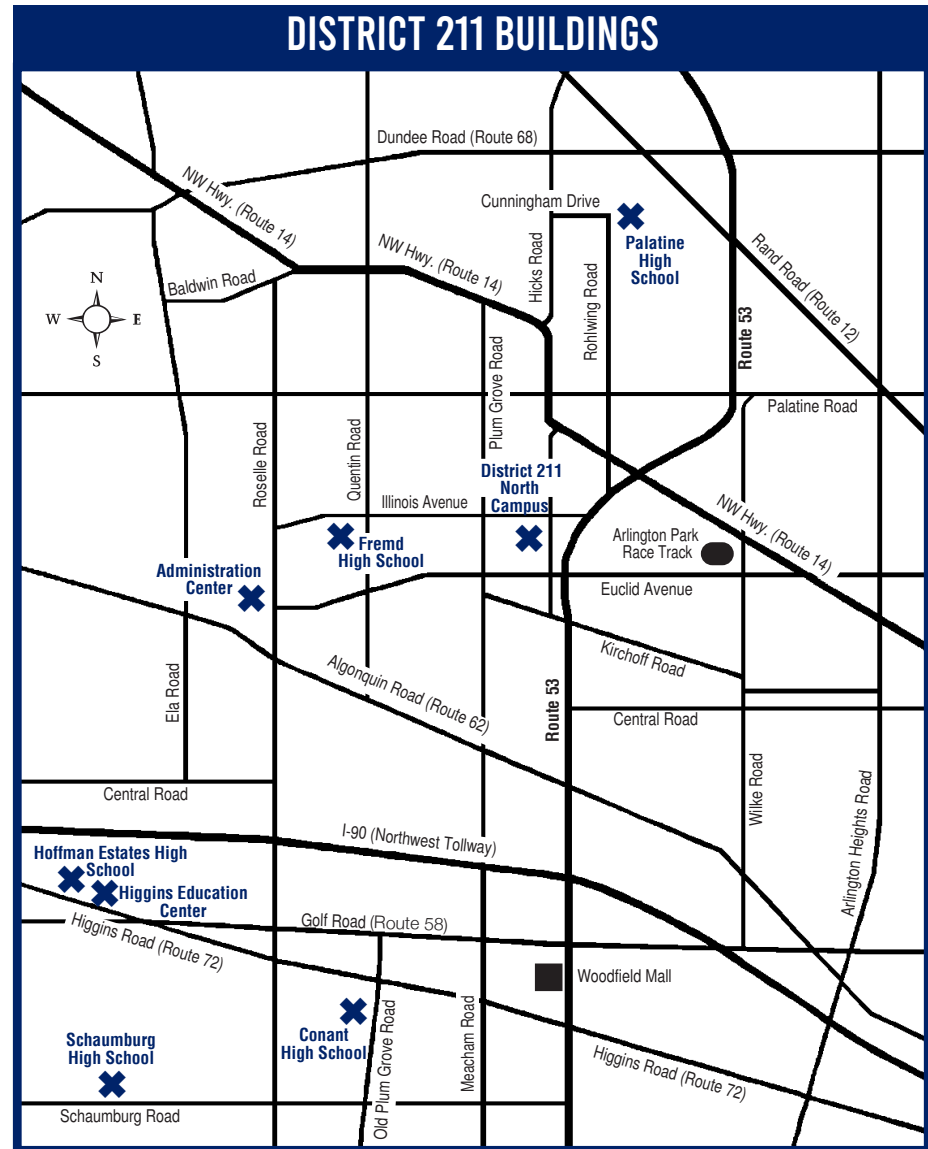 DISTRICT 211 BUILDINGS
Dundee Road (Route 68)
NW Hwy. (Route 14)
Cunningham Drive
Palatine
High
School
Rand Road (Route 12)
NW Hwy. (Route 14)
Hicks Road
Rohlwing Road
Baldwin Road
N
W
E
S
Route 53
Plum Grove Road
Palatine Road
Roselle Road
Quentin Road
District 211
North
Campus
Illinois Avenue
NW Hwy. (Route 14)
Fremd
High School
Arlington Park
Race Track
Administration
Center
Euclid Avenue
Kirchoff Road
Algonquin Road (Route 62)
Ela Road
Route 53
Central Road
Wilke Road
Arlington Heights Road
Central Road
I-90 (Northwest Tollway)
Hoffman Estates High
School
Higgins Education
Center
Golf Road (Route 58)
Higgins Road (Route 72)
Woodfield Mall
Old Plum Grove Road
Meacham Road
Conant
High School
Schaumburg
High School
Higgins Road (Route 72)
Schaumburg Road